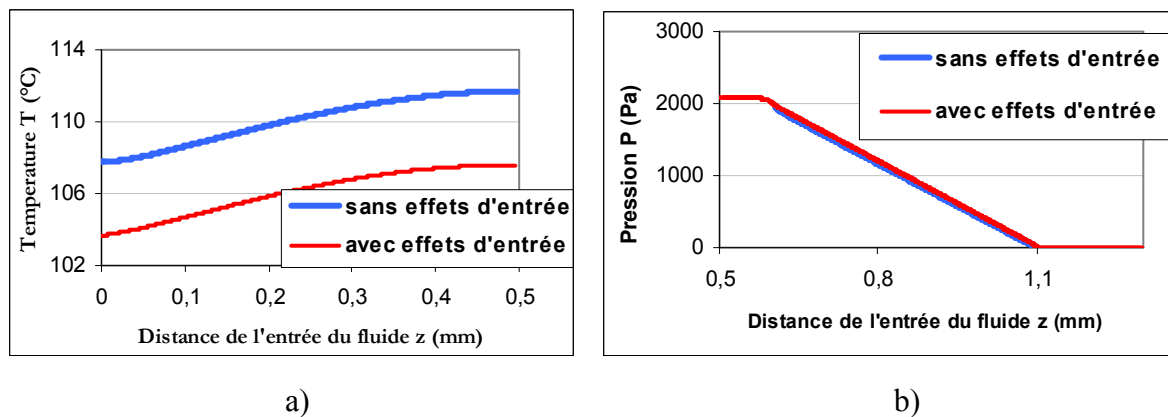 114
110
106
102
0
0,1
0,2
0,3
0,4
0,5
Temperature T (°C)
Distance de l'entrée du fluide z (mm)
sans effets d'entrée
avec effets d'entrée
a)
3000
2000
1000
0
0,5
0,8
1,1
Pression P (Pa)
Distance de l'entrée du fluide z (mm)
sans effets d'entrée
avec effets d'entrée
b)